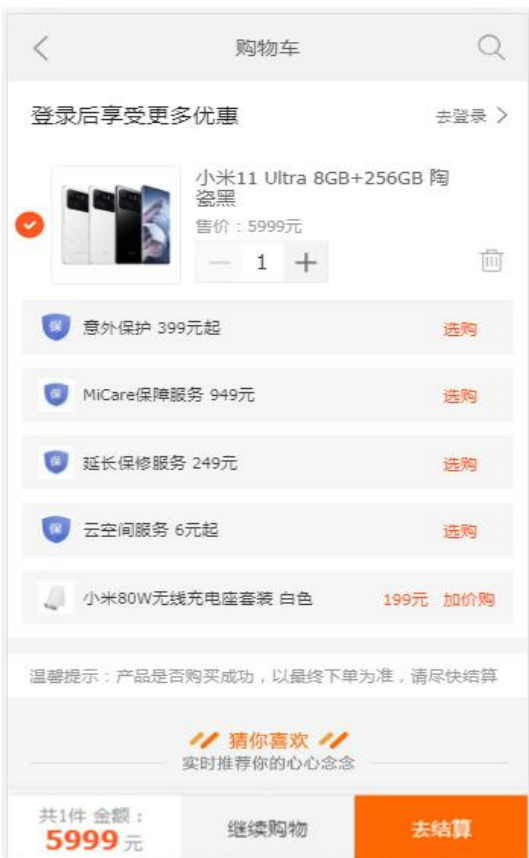 购物车
登录后享受更多优惠 去登录
小米11 Ultra 8GB+256GB 陶
瓷黑
售价：5999元
1
保 意外保护 399元起 选购
保 MiCare保障服务 949元 选购
保 延长保修服务 249元 选购
保 云空间服务 6元起 选购
小米80W无线充电座套装 白色 199元 加价购
温馨提示：产品是否购买成功，以最终下单为准，请尽快结算
猜你喜欢
实时推荐你的心心念念
共1件 金额：
5999 元 继续购物 去结算